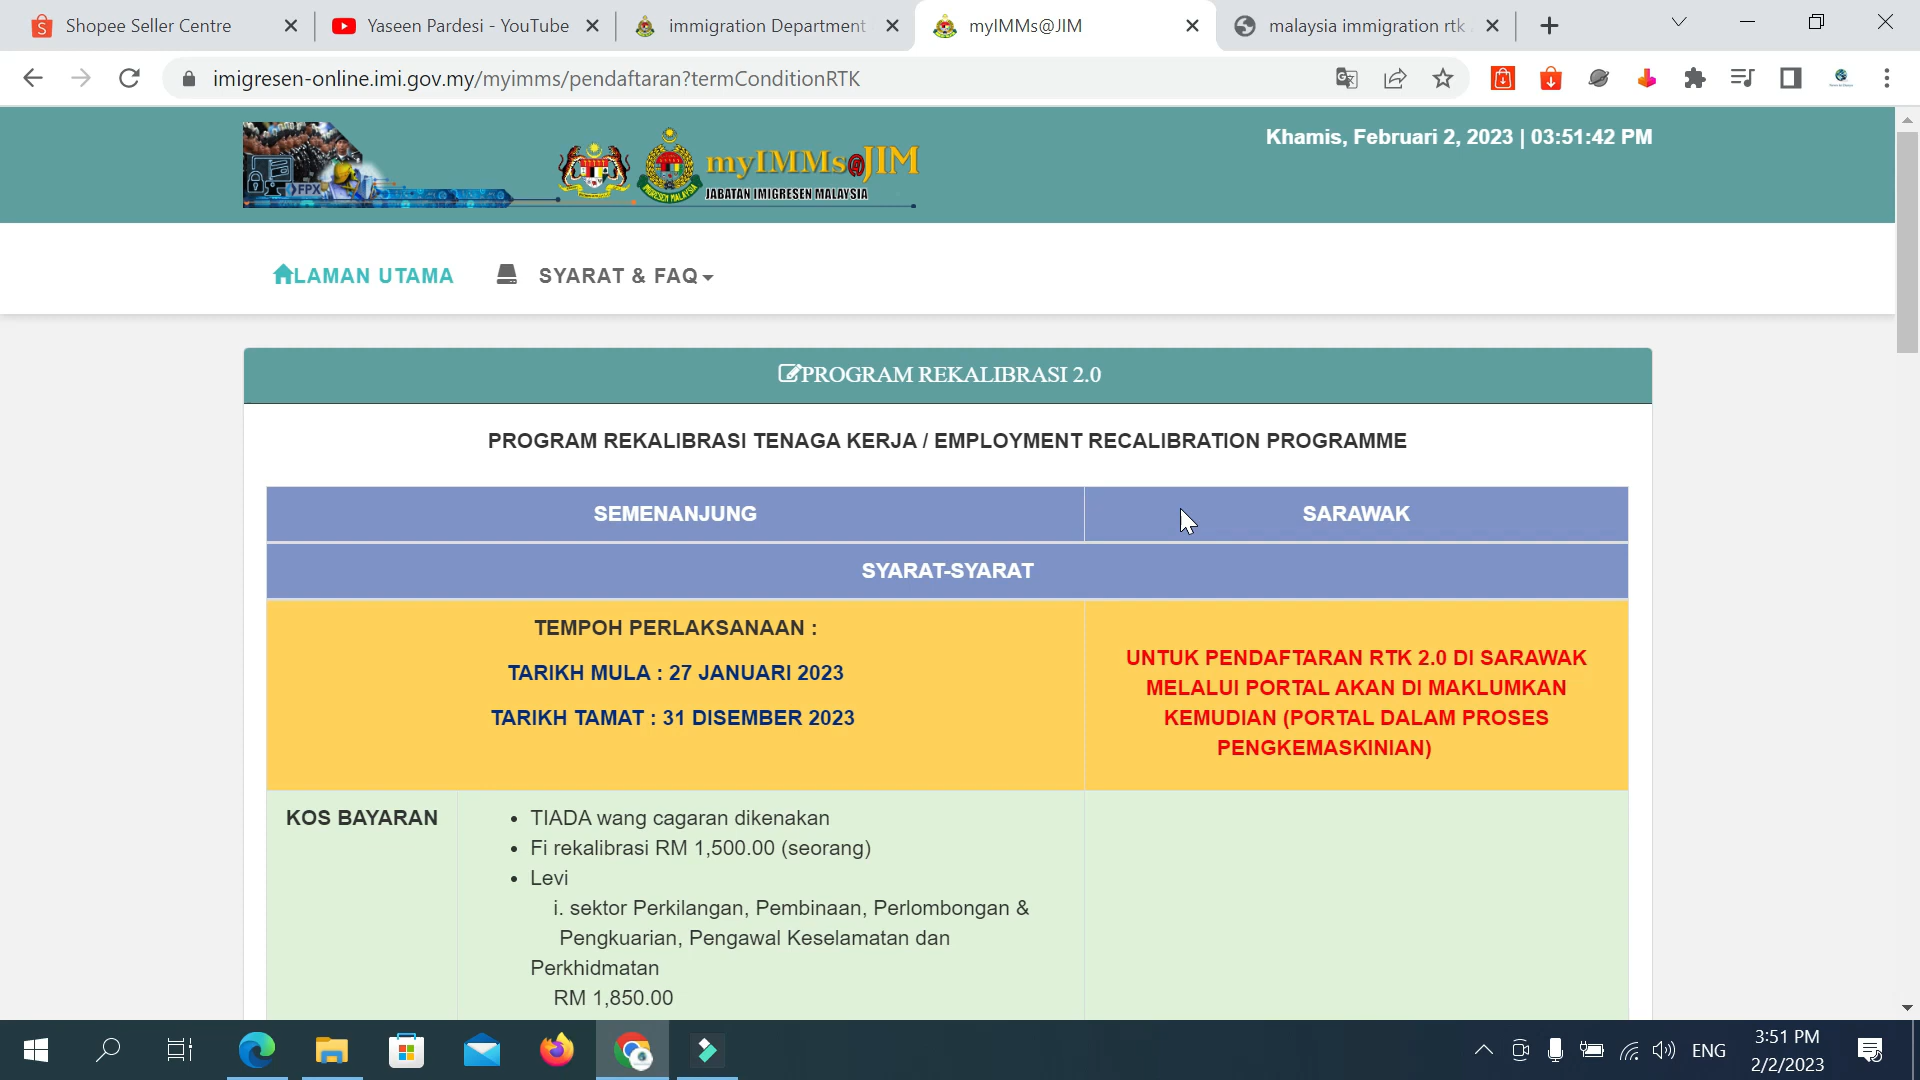 Shopee Seller Centre
Yaseen Pardesi - YouTube
immigration Department
myIMMs@JIM
malaysia immigration rtk
imigresen-online.imi.gov.my/myimms/pendaftaran?termConditionRTK
FPX
myIMMs@JIM
JABATAN IMIGRESEN MALAYSIA
Khamis, Februari 2, 2023 | 03:51:42 PM
LAMAN UTAMA
SYARAT & FAQ
PROGRAM REKALIBRASI 2.0
PROGRAM REKALIBRASI TENAGA KERJA / EMPLOYMENT RECALIBRATION PROGRAMME
SEMENANJUNG
SARAWAK
SYARAT-SYARAT
TEMPOH PERLAKSANAAN :
TARIKH MULA : 27 JANUARI 2023
TARIKH TAMAT : 31 DISEMBER 2023
UNTUK PENDAFTARAN RTK 2.0 DI SARAWAK
MELALUI PORTAL AKAN DI MAKLUMKAN
KEMUDIAN (PORTAL DALAM PROSES
PENGKEMASKINIAN)
KOS BAYARAN
• TIADA wang cagaran dikenakan
• Fi rekalibrasi RM 1,500.00 (seorang)
• Levi
i. sektor Perkilangan, Pembinaan, Perlombongan &
Pengkuarian, Pengawal Keselamatan dan
Perkhidmatan
RM 1,850.00
ENG
3:51 PM
2/2/2023